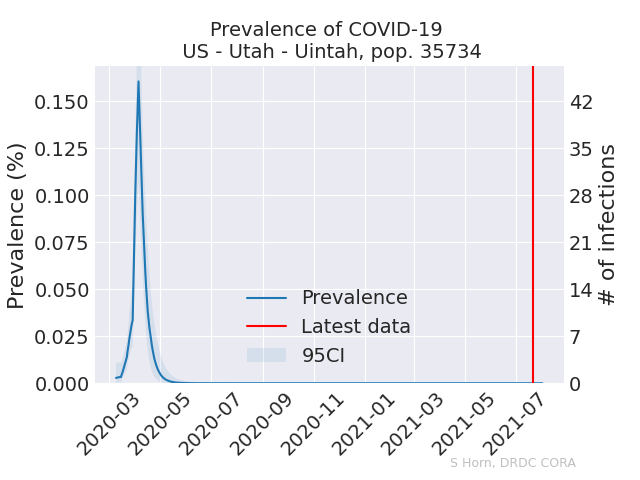 Prevalence of COVID-19
US - Utah - Uintah, pop. 35734
Prevalence (%)
0.150
0.125
0.100
0.075
0.050
0.025
0.000
42
35
28
21
14
7
0
# of infections
Prevalence
Latest data
95CI
2020-03
2020-05
2020-07
2020-09
2020-11
2021-01
2021-03
2021-05
2021-07
S Horn, DRDC CORA